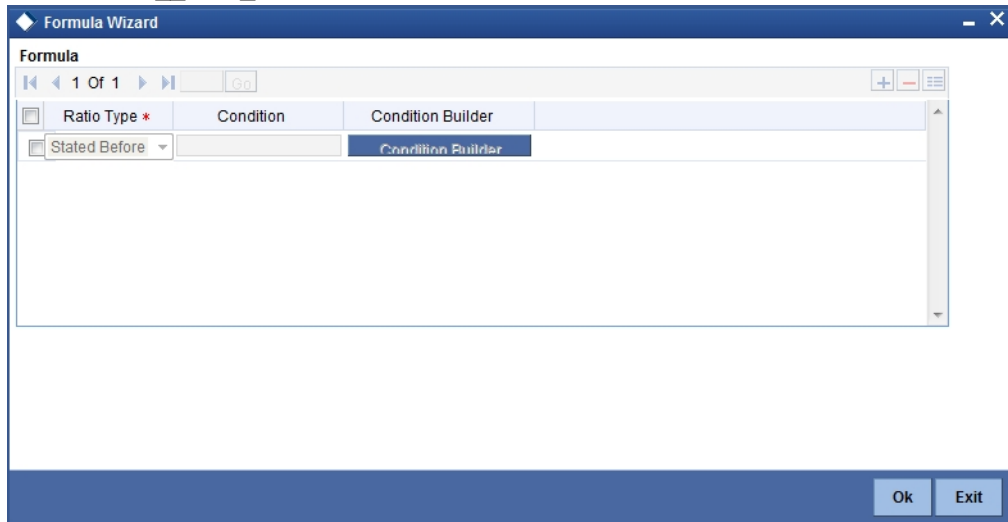 Formula Wizard
Formula
1 Of 1 Go
Ratio Type * Condition Condition Builder
Stated Before Condition Builder
Ok Exit